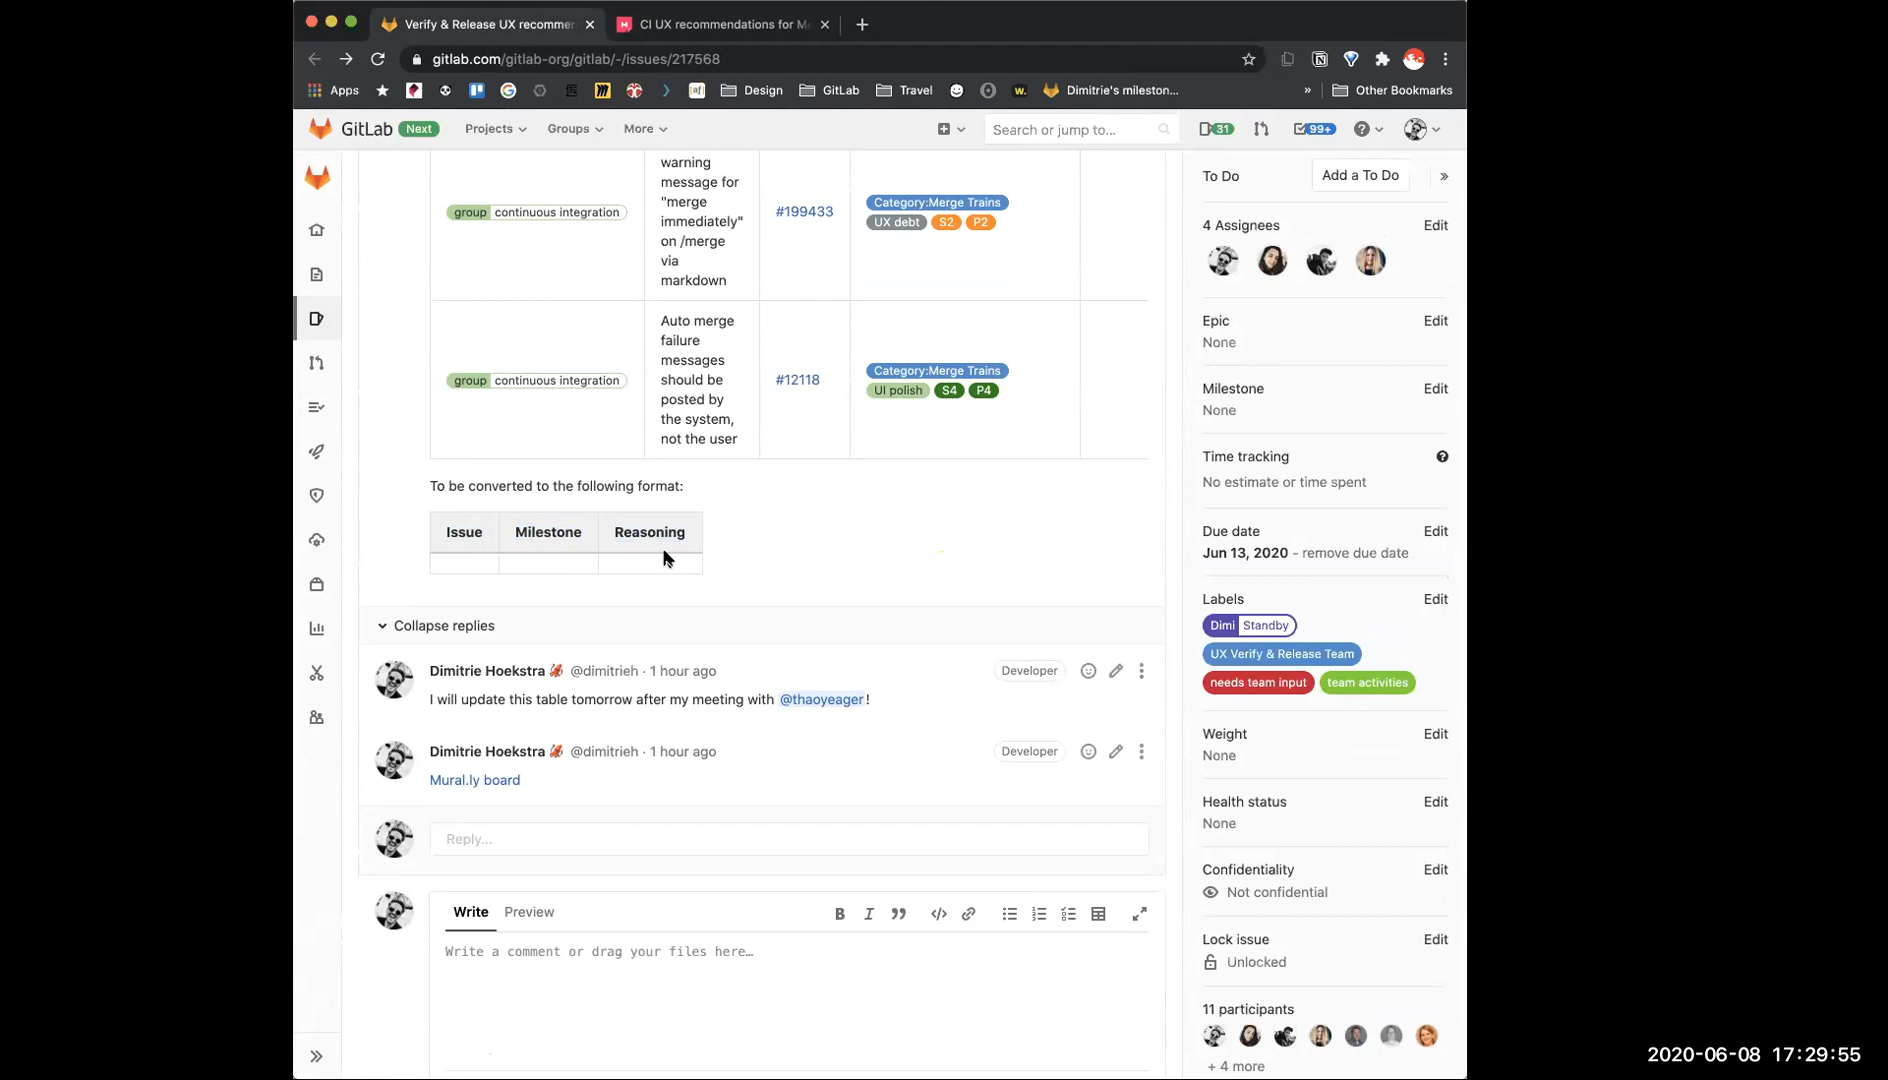 Verify & Release UX recomme
CI UX recommendations for M
gitlab.com/gitlab-org/gitlab/-/issues/217568
Apps
Design
GitLab
Travel
Dimitrie's mileston...
Other Bookmarks
GitLab Next
Projects
Groups
More
Search or jump to...
31
99+
group continuous integration
warning
message for
"merge
immediately"
on /merge
via
markdown
#199433
Category:Merge Trains
UX debt S2 P2
group continuous integration
Auto merge
failure
messages
should be
posted by
the system,
not the user
#12118
Category:Merge Trains
UI polish S4 P4
To be converted to the following format:
Issue Milestone Reasoning
Collapse replies
Dimitrie Hoekstra @dimitrieh · 1 hour ago
Developer
I will update this table tomorrow after my meeting with @thaoyeager!
Dimitrie Hoekstra @dimitrieh · 1 hour ago
Developer
Mural.ly board
Reply...
Write Preview
Write a comment or drag your files here…
To Do
Add a To Do
4 Assignees
Edit
Epic
Edit
None
Milestone
Edit
None
Time tracking
No estimate or time spent
Due date
Edit
Jun 13, 2020 - remove due date
Labels
Edit
Dimi Standby
UX Verify & Release Team
needs team input team activities
Weight
Edit
None
Health status
Edit
None
Confidentiality
Edit
Not confidential
Lock issue
Edit
Unlocked
11 participants
+ 4 more
2020-06-08 17:29:55